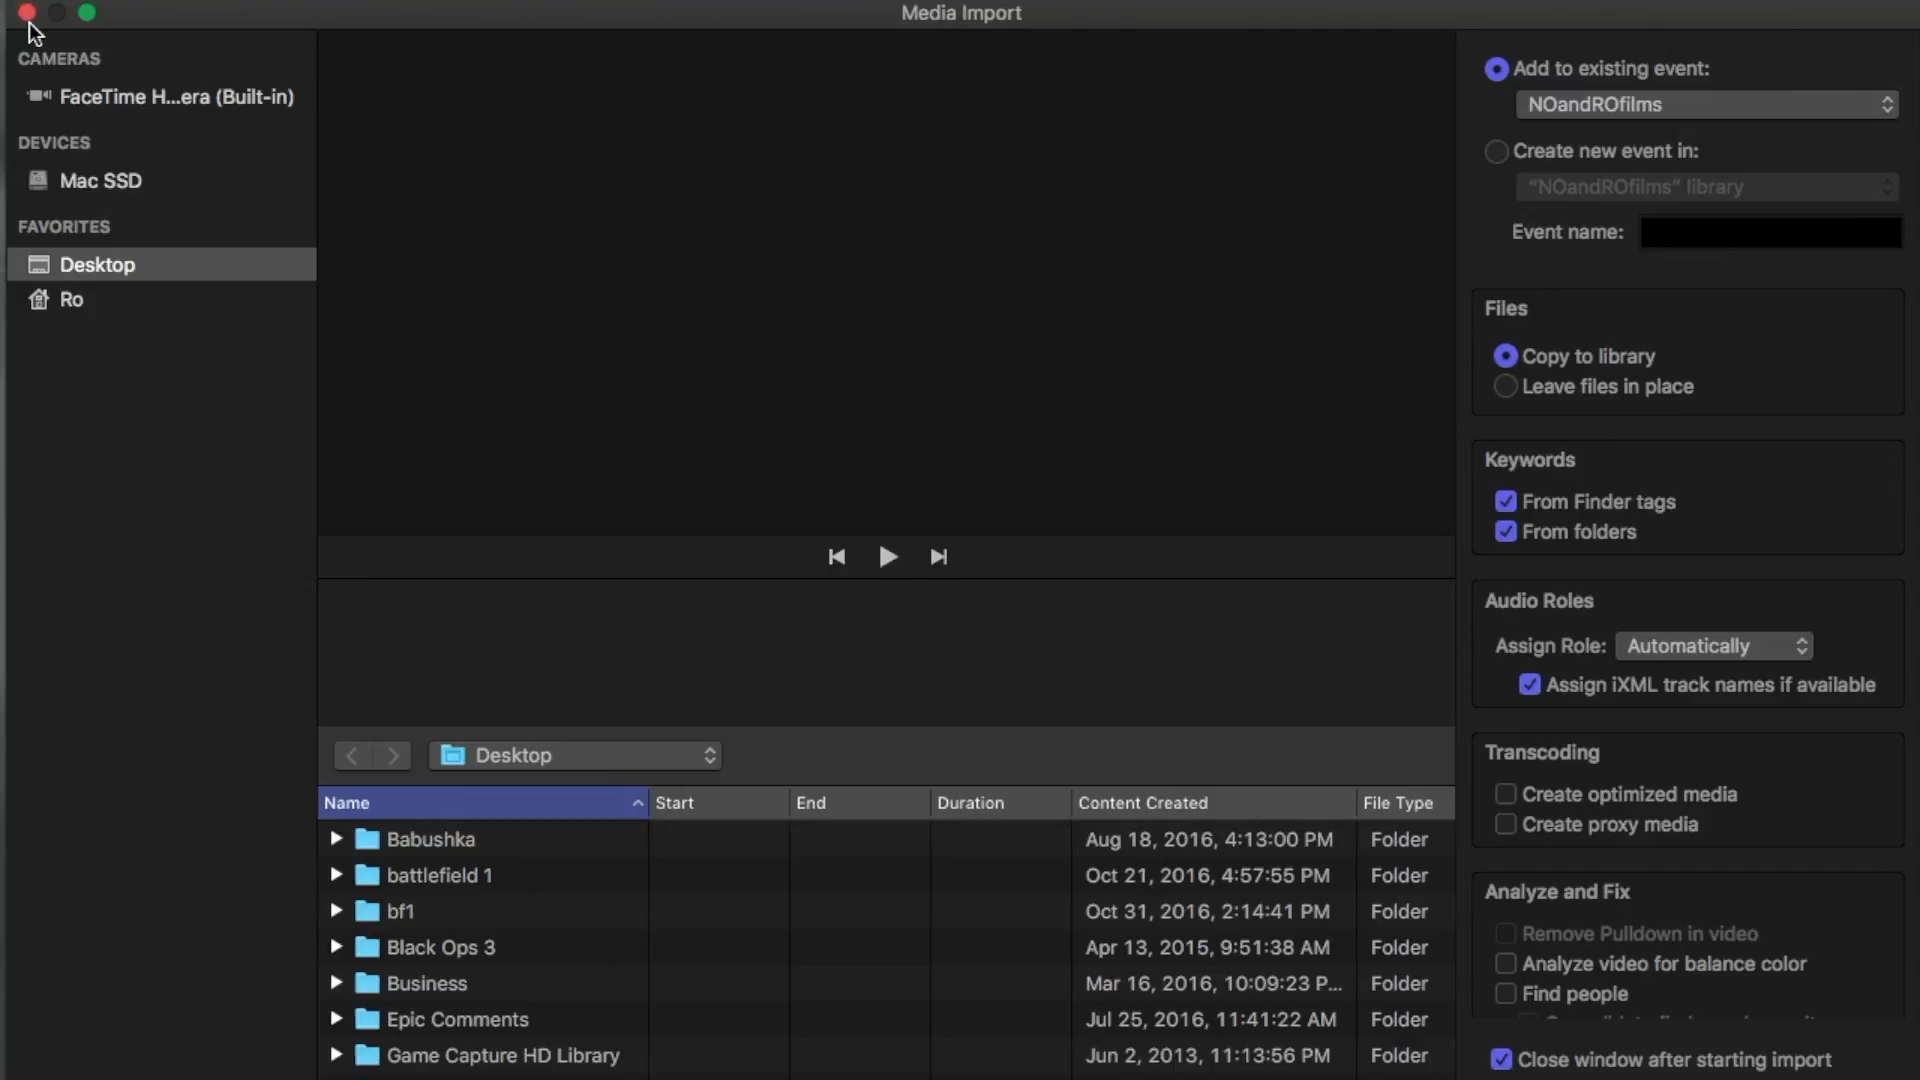 Media Import
CAMERAS
FaceTime H...era (Built-in)
DEVICES
Mac SSD
FAVORITES
Desktop
Ro
Desktop
Name Start End Duration Content Created File Type
Babushka Aug 18, 2016, 4:13:00 PM Folder
battlefield 1 Oct 21, 2016, 4:57:55 PM Folder
bf1 Oct 31, 2016, 2:14:41 PM Folder
Black Ops 3 Apr 13, 2015, 9:51:38 AM Folder
Business Mar 16, 2016, 10:09:23 P... Folder
Epic Comments Jul 25, 2016, 11:41:22 AM Folder
Game Capture HD Library Jun 2, 2013, 11:13:56 PM Folder
Add to existing event:
NOandROfilms
Create new event in:
"NOandROfilms" library
Event name:
Files
Copy to library
Leave files in place
Keywords
From Finder tags
From folders
Audio Roles
Assign Role: Automatically
Assign iXML track names if available
Transcoding
Create optimized media
Create proxy media
Analyze and Fix
Remove Pulldown in video
Analyze video for balance color
Find people
Close window after starting import